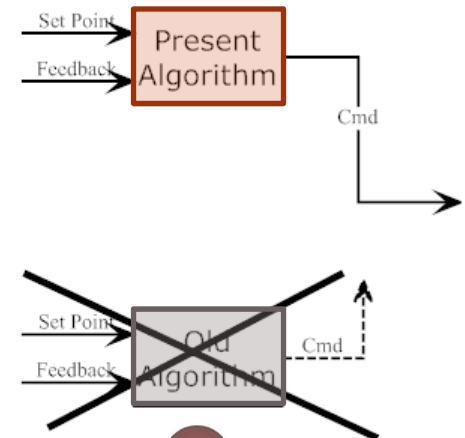 Set Point
Present
Algorithm
Feedback
Cmd
Set Point
Old
Algorithm
Feedback
Cmd